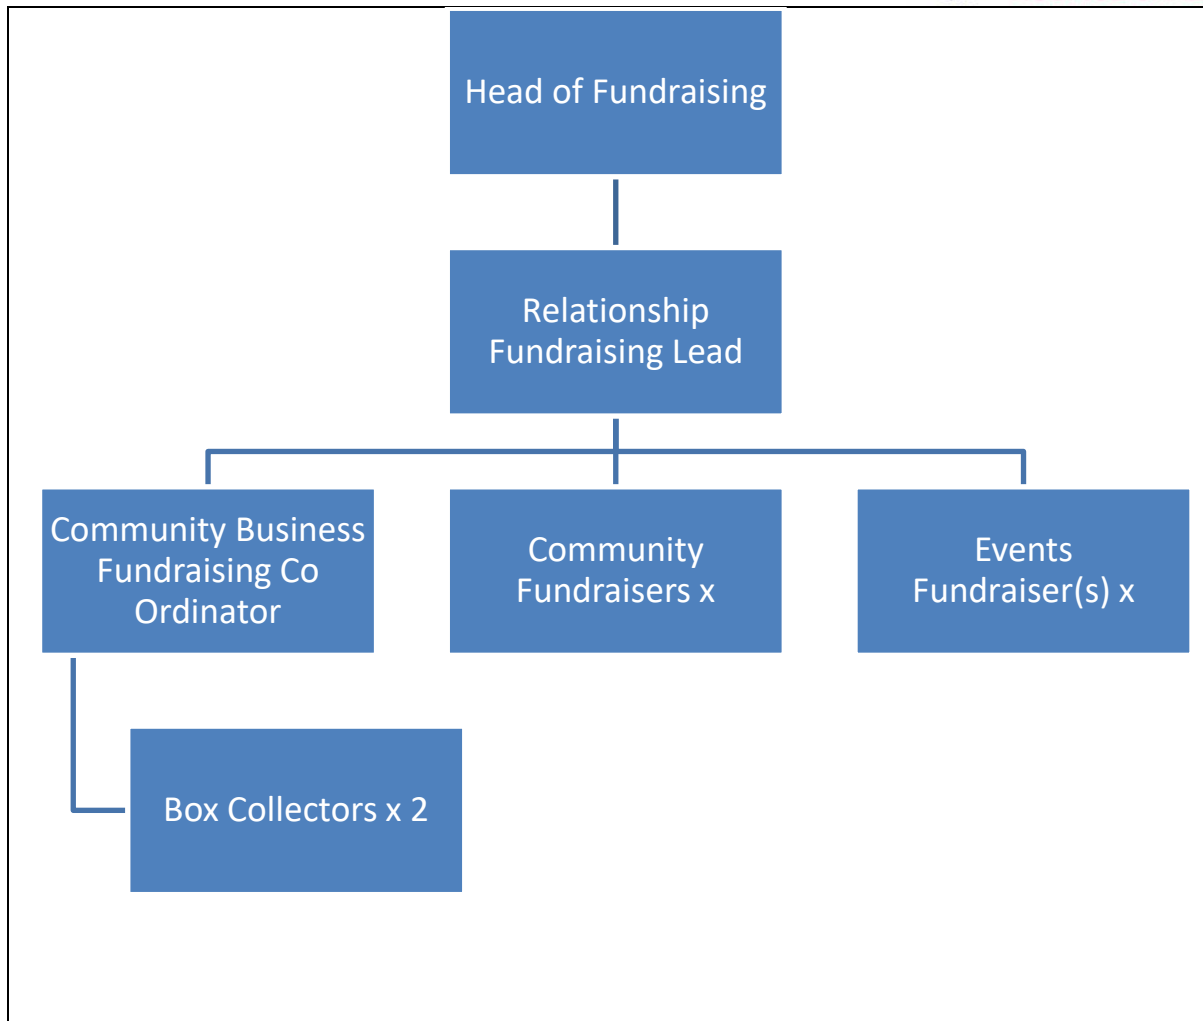 Head of Fundraising
Relationship
Fundraising Lead
Community Business
Fundraising Co
Ordinator
Community
Fundraisers x
Events
Fundraiser(s) x
Box Collectors x 2